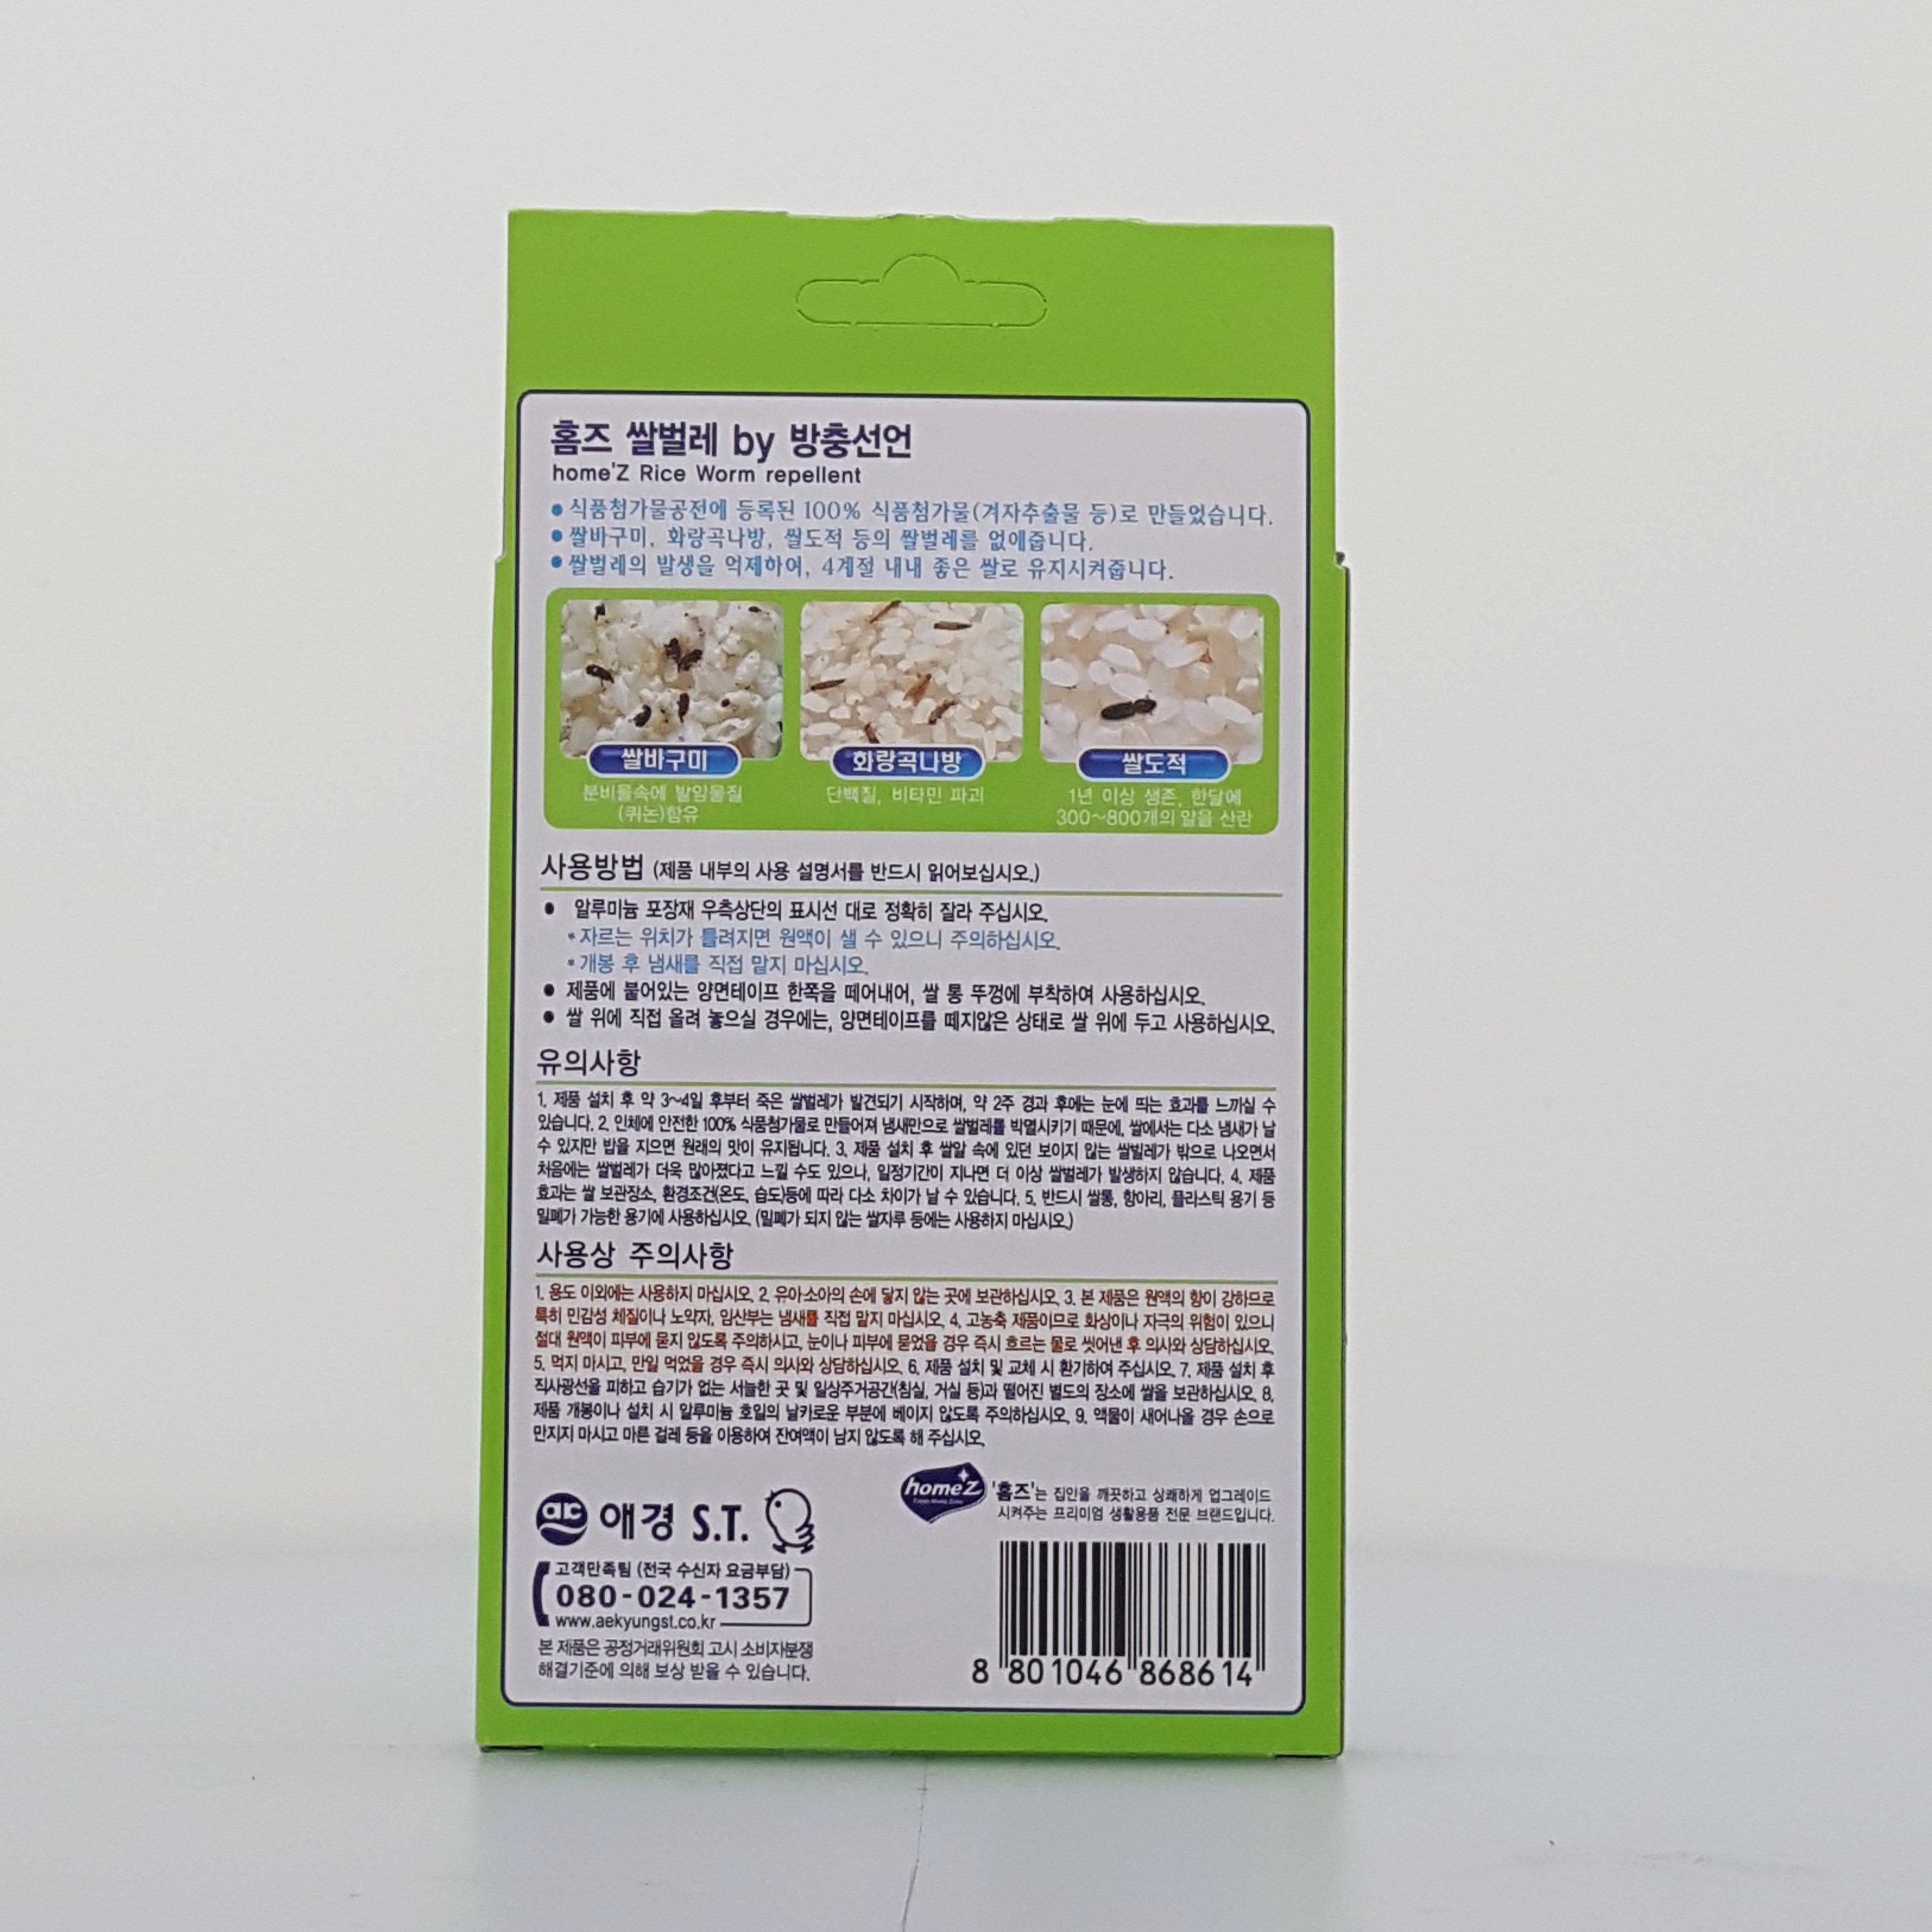 홈즈 쌀벌레 by 방충선언
home'Z Rice Worm repellent
● 식품첨가물공전에 등록된 100% 식품첨가물(겨자추출물 등)로 만들었습니다.
● 쌀바구미, 화랑곡나방, 쌀도적 등의 쌀벌레를 없애줍니다.
● 쌀벌레의 발생을 억제하여, 4계절 내내 좋은 쌀로 유지시켜줍니다.
쌀바구미
분비물속에 발암물질
(퀴논)함유
화랑곡나방
단백질, 비타민 파괴
쌀도적
1년 이상 생존, 한달에
300~800개의 알을 산란
사용방법 (제품 내부의 사용 설명서를 반드시 읽어보십시오.)
● 알루미늄 포장재 우측상단의 표시선 대로 정확히 잘라 주십시오.
*자르는 위치가 틀려지면 원액이 샐 수 있으니 주의하십시오.
*개봉 후 냄새를 직접 맡지 마십시오.
● 제품에 붙어있는 양면테이프 한쪽을 떼어내어, 쌀 통 뚜껑에 부착하여 사용하십시오.
● 쌀 위에 직접 올려 놓으실 경우에는, 양면테이프를 떼지않은 상태로 쌀 위에 두고 사용하십시오.
유의사항
1. 제품 설치 후 약 3~4일 후부터 죽은 쌀벌레가 발견되기 시작하며, 약 2주 경과 후에는 눈에 띄는 효과를 느끼실 수
있습니다. 2. 인체에 안전한 100% 식품첨가물로 만들어져 냄새만으로 쌀벌레를 박멸시키기 때문에, 쌀에서는 다소 냄새가 날
수 있지만 밥을 지으면 원래의 맛이 유지됩니다. 3. 제품 설치 후 쌀알 속에 있던 보이지 않는 쌀벌레가 밖으로 나오면서
처음에는 쌀벌레가 더욱 많아졌다고 느낄 수도 있으나, 일정기간이 지나면 더 이상 쌀벌레가 발생하지 않습니다. 4. 제품
효과는 쌀 보관장소, 환경조건(온도, 습도)등에 따라 다소 차이가 날 수 있습니다. 5. 반드시 쌀통, 항아리, 플라스틱 용기 등
밀폐가 가능한 용기에 사용하십시오. (밀폐가 되지 않는 쌀자루 등에는 사용하지 마십시오.)
사용상 주의사항
1. 용도 이외에는 사용하지 마십시오. 2. 유아·소아의 손에 닿지 않는 곳에 보관하십시오. 3. 본 제품은 원액의 향이 강하므로
특히 민감성 체질이나 노약자, 임산부는 냄새를 직접 맡지 마십시오. 4. 고농축 제품이므로 화상이나 자극의 위험이 있으니
절대 원액이 피부에 묻지 않도록 주의하시고, 눈이나 피부에 묻었을 경우 즉시 흐르는 물로 씻어낸 후 의사와 상담하십시오.
5. 먹지 마시고, 만일 먹었을 경우 즉시 의사와 상담하십시오. 6. 제품 설치 및 교체 시 환기하여 주십시오. 7. 제품 설치 후
직사광선을 피하고 습기가 없는 서늘한 곳 및 일상주거공간(침실, 거실 등)과 떨어진 별도의 장소에 쌀을 보관하십시오. 8.
제품 개봉이나 설치 시 알루미늄 호일의 날카로운 부분에 베이지 않도록 주의하십시오. 9. 액물이 새어나올 경우 손으로
만지지 마시고 마른 걸레 등을 이용하여 잔여액이 남지 않도록 해 주십시오.
애경 S.T.
고객만족팀 (전국 수신자 요금부담)
080-024-1357
www.aekyungst.co.kr
본 제품은 공정거래위원회 고시 소비자분쟁
해결기준에 의해 보상 받을 수 있습니다.
home'Z
'홈즈'는 집안을 깨끗하고 상쾌하게 업그레이드
시켜주는 프리미엄 생활용품 전문 브랜드입니다.
8 801046 868614